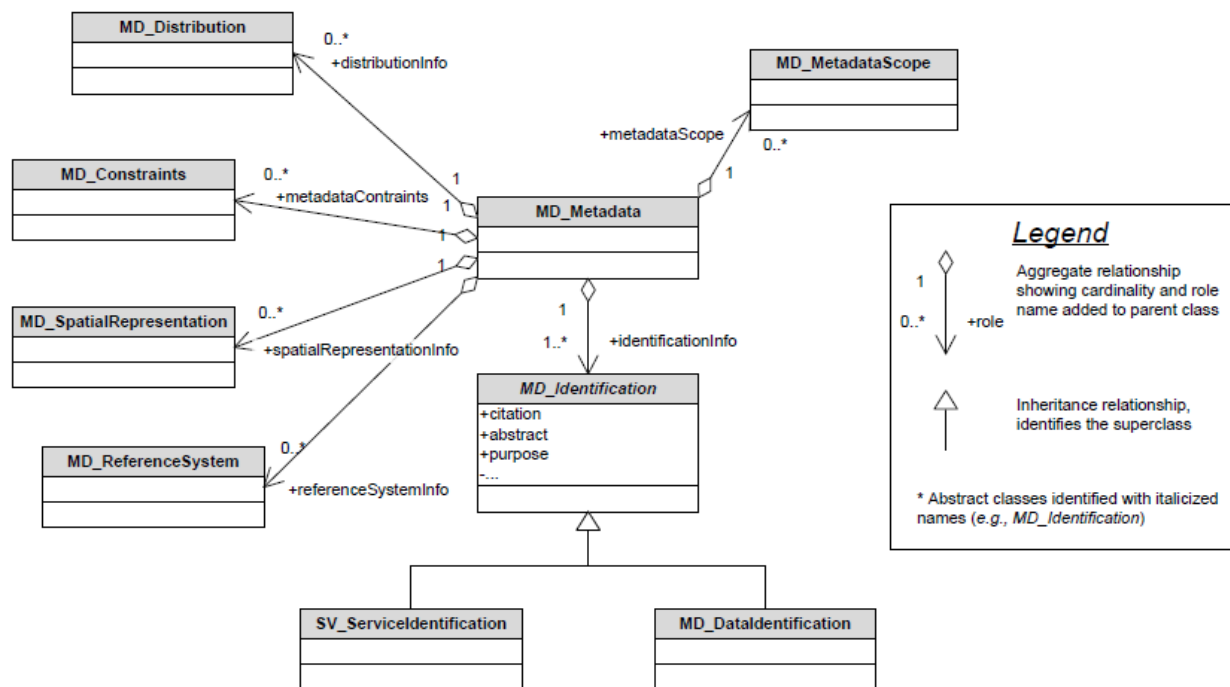 MD_Distribution
0..*
+distributionInfo
MD_MetadataScope
+metadataScope
0..*
1
MD_Constraints
0..*
+metadataContraints
1
1
MD_Metadata
1
1
MD_SpatialRepresentation
0..*
+spatialRepresentationInfo
1
1..*
+identificationInfo
MD_Identification
+citation
+abstract
+purpose
-...
MD_ReferenceSystem
0..*
+referenceSystemInfo
SV_ServiceIdentification
MD_DataIdentification
Legend
1
0..*
+role
Aggregate relationship
showing cardinality and role
name added to parent class
Inheritance relationship,
identifies the superclass
* Abstract classes identified with italicized
names (e.g., MD_Identification)